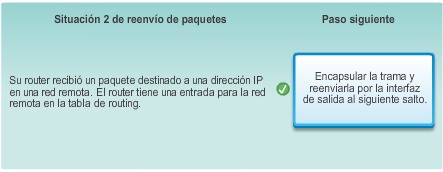 Situación 2 de reenvío de paquetes
Paso siguiente
Su router recibió un paquete destinado a una dirección IP
en una red remota. El router tiene una entrada para la red
remota en la tabla de routing.
Encapsular la trama y
reenviarla por la interfaz
de salida al siguiente salto.